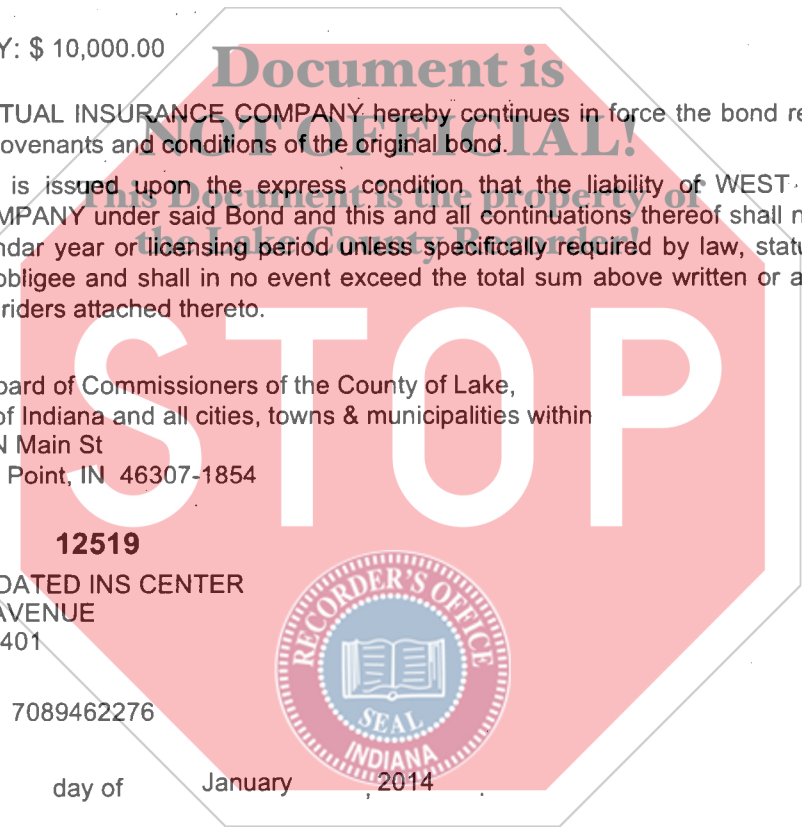 Y: $ 10,000.00
Document is
TUAL INSURANCE COMPANY hereby continues in force the bond re
NOT OFFICIAL!
ovenants and conditions of the original bond.
is issued upon the express condition that the liability of WEST
This Document is the property of
MPANY under said Bond and this and all continuations thereof shall n
ndar year or licensing period unless specifically required by law, statu
the Lake County Recorder!
obligee and shall in no event exceed the total sum above written or a
riders attached thereto.
STOP
oard of Commissioners of the County of Lake,
of Indiana and all cities, towns & municipalities within
N Main St
Point, IN 46307-1854
12519
DATED INS CENTER
AVENUE
401
RECORDER'S OFFICE
SEAL
INDIANA
7089462276
day of January , 2014